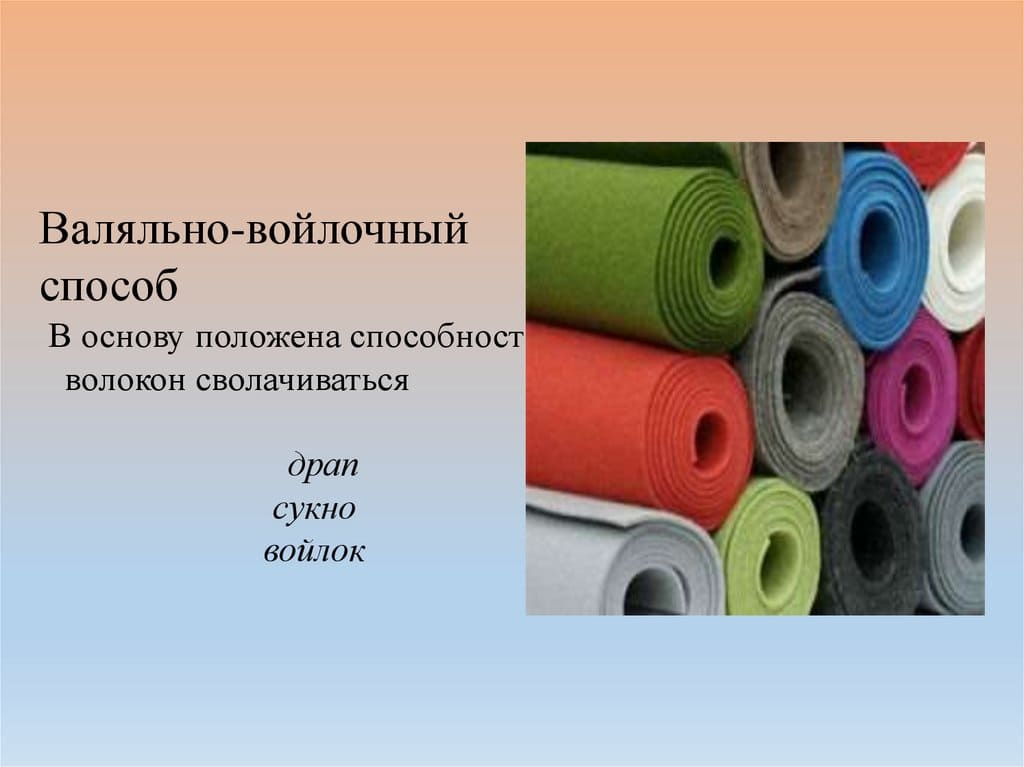 Валяльно-войлочный
способ
В основу положена способност
волокон сволачиваться
драп
сукно
войлок